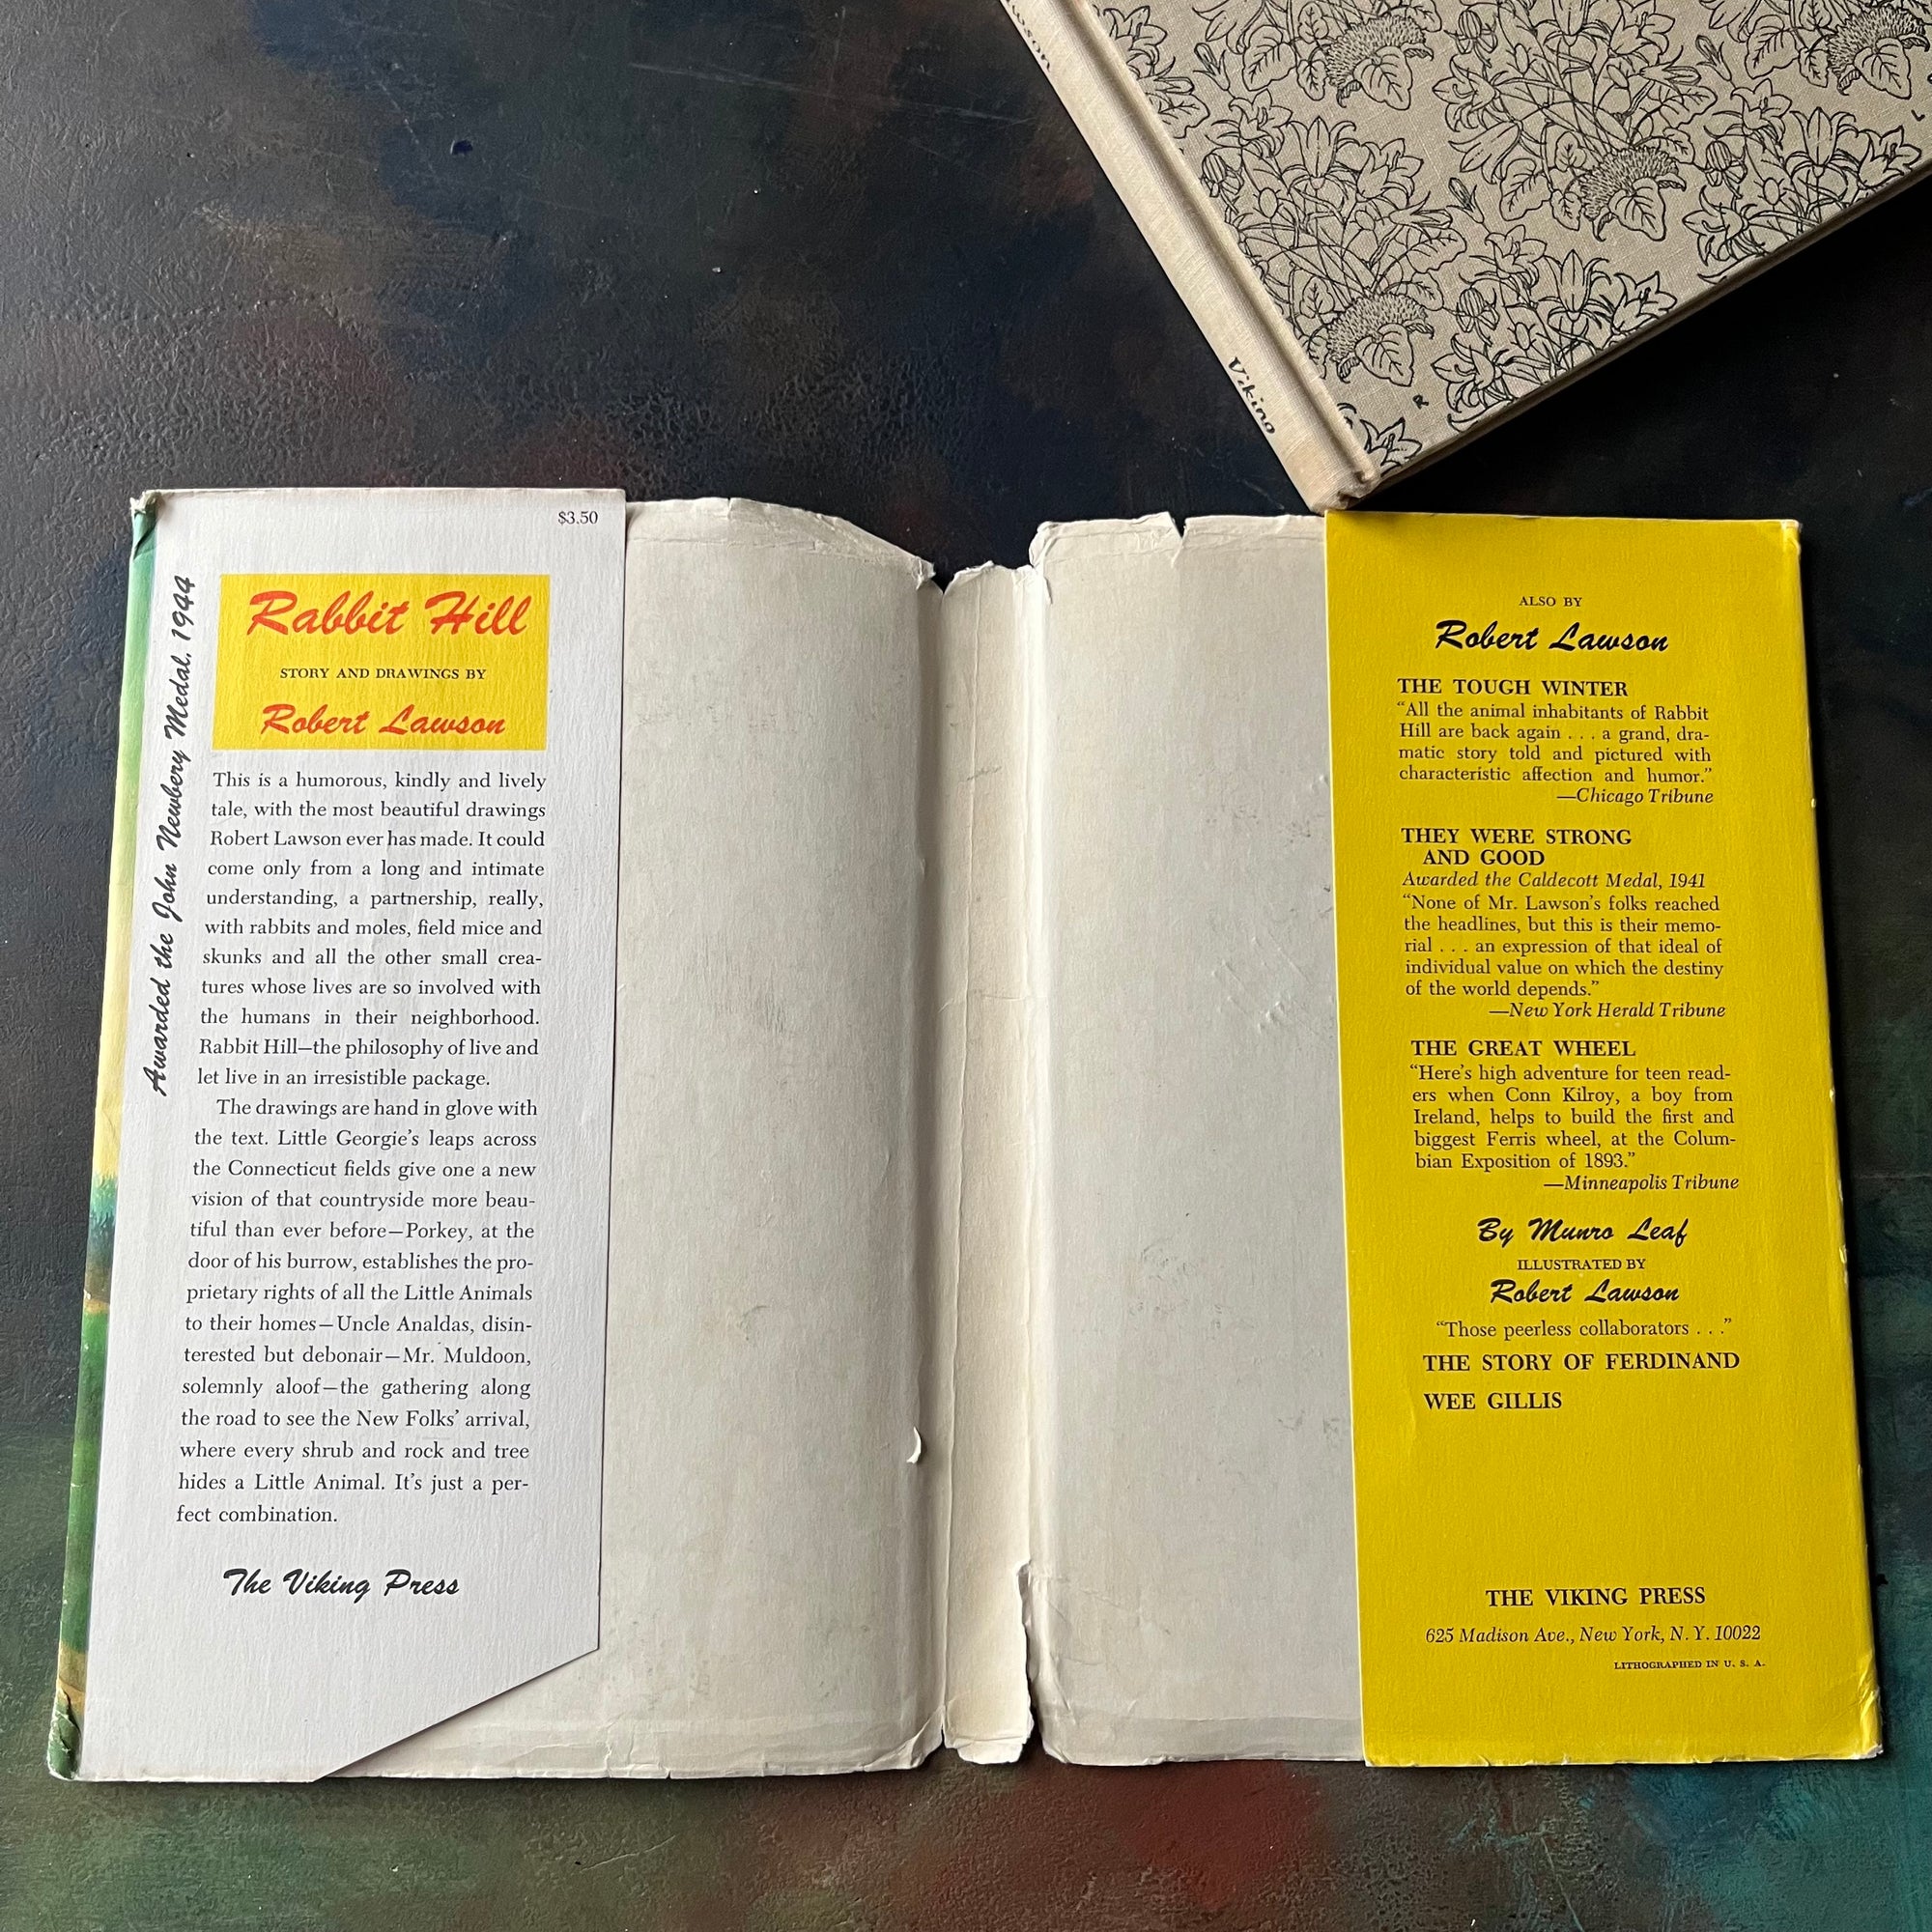 Viking
$3.50
Awarded the John Newbery Medal, 1944
Rabbit Hill
STORY AND DRAWINGS BY
Robert Lawson
This is a humorous, kindly and lively
tale, with the most beautiful drawings
Robert Lawson ever has made. It could
come only from a long and intimate
understanding, a partnership, really,
with rabbits and moles, field mice and
skunks and all the other small crea-
tures whose lives are so involved with
the humans in their neighborhood.
Rabbit Hill—the philosophy of live and
let live in an irresistible package.
The drawings are hand in glove with
the text. Little Georgie's leaps across
the Connecticut fields give one a new
vision of that countryside more beau-
tiful than ever before—Porkey, at the
door of his burrow, establishes the pro-
prietary rights of all the Little Animals
to their homes—Uncle Analdas, disin-
terested but debonair—Mr. Muldoon,
solemnly aloof—the gathering along
the road to see the New Folks' arrival,
where every shrub and rock and tree
hides a Little Animal. It's just a per-
fect combination.
The Viking Press
ALSO BY
Robert Lawson
THE TOUGH WINTER
"All the animal inhabitants of Rabbit
Hill are back again . . . a grand, dra-
matic story told and pictured with
characteristic affection and humor."
—Chicago Tribune
THEY WERE STRONG
AND GOOD
Awarded the Caldecott Medal, 1941
"None of Mr. Lawson's folks reached
the headlines, but this is their memo-
rial . . . an expression of that ideal of
individual value on which the destiny
of the world depends."
—New York Herald Tribune
THE GREAT WHEEL
"Here's high adventure for teen read-
ers when Conn Kilroy, a boy from
Ireland, helps to build the first and
biggest Ferris wheel, at the Colum-
bian Exposition of 1893."
—Minneapolis Tribune
By Munro Leaf
ILLUSTRATED BY
Robert Lawson
"Those peerless collaborators . . ."
THE STORY OF FERDINAND
WEE GILLIS
THE VIKING PRESS
625 Madison Ave., New York, N. Y. 10022
LITHOGRAPHED IN U. S. A.